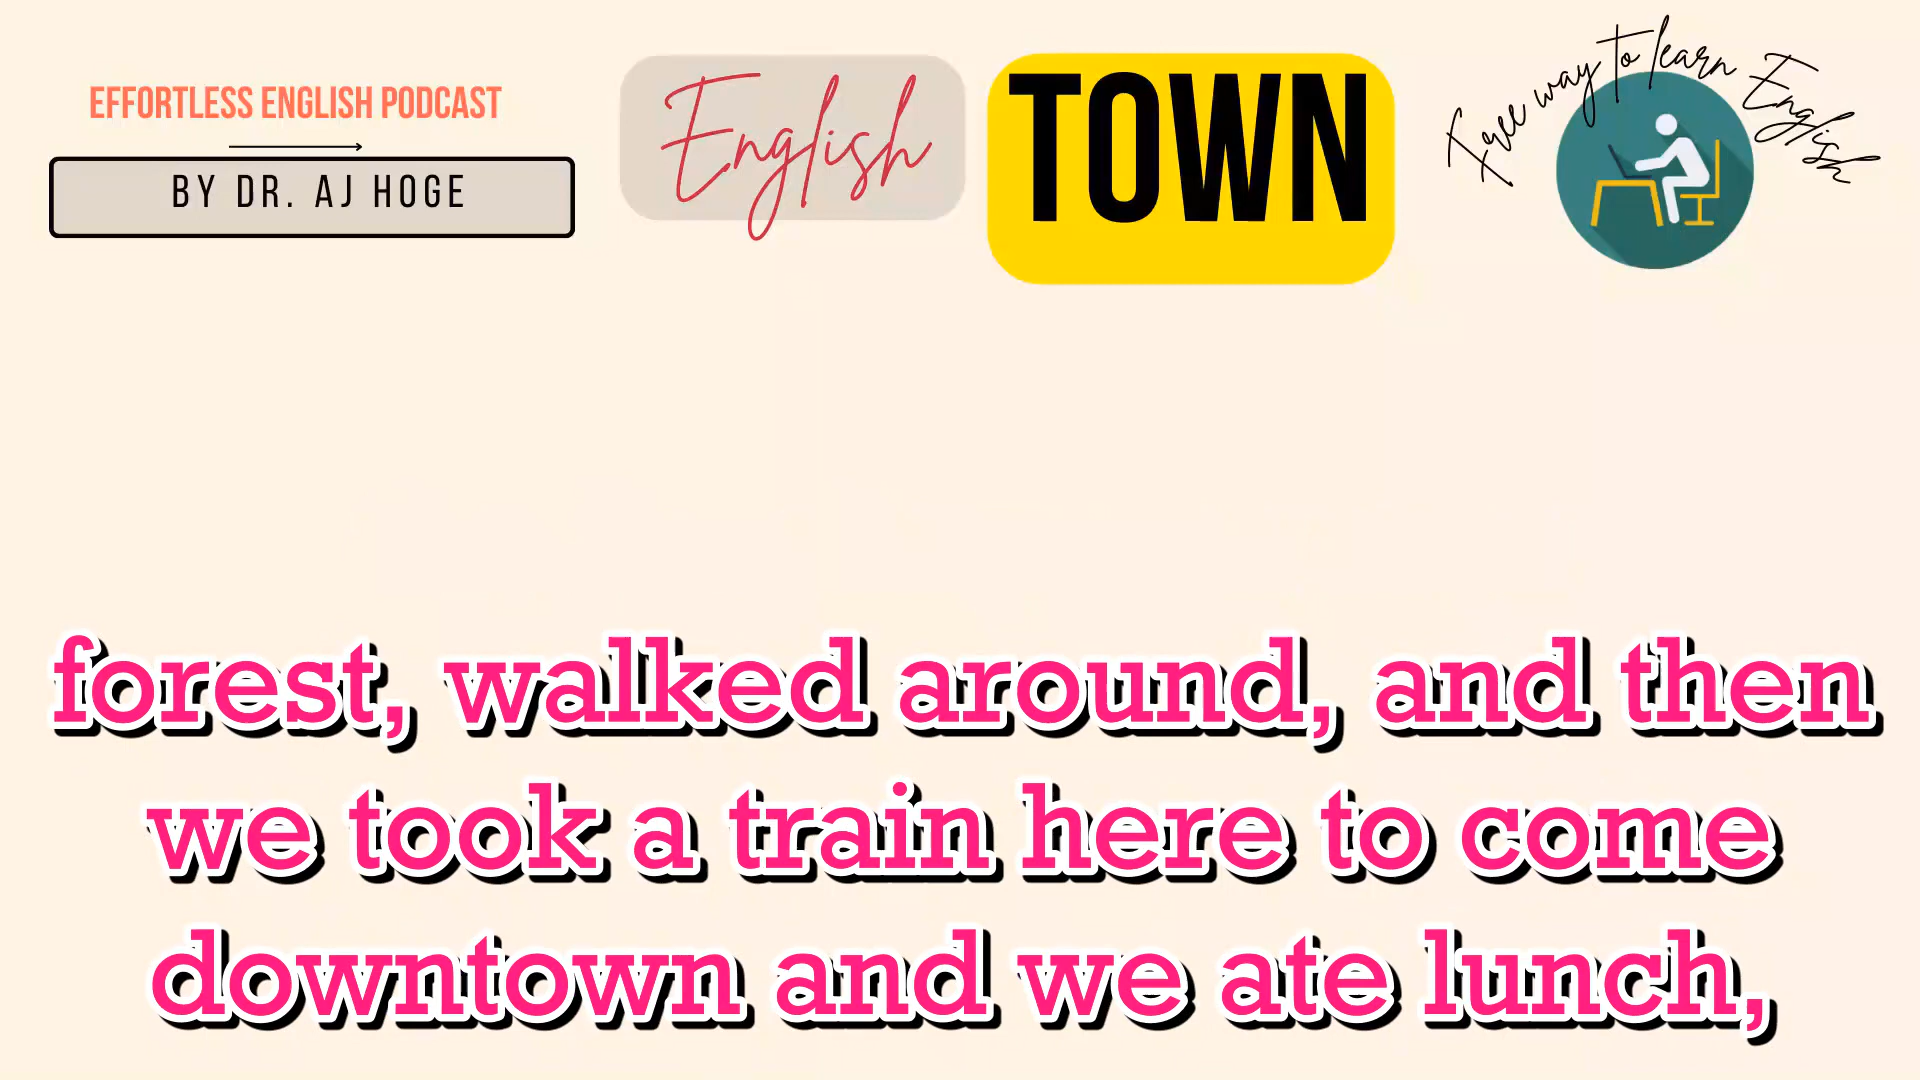 EFFORTLESS ENGLISH PODCAST
BY DR. AJ HOGE
English
TOWN
Free way to learn English
forest, walked around, and then
we took a train here to come
downtown and we ate lunch,